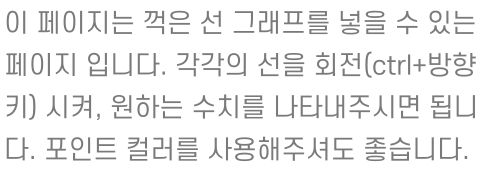 이 페이지는 꺽은 선 그래프를 넣을 수 있는
페이지 입니다. 각각의 선을 회전(ctrl+방향
키) 시켜, 원하는 수치를 나타내주시면 됩니
다. 포인트 컬러를 사용해주셔도 좋습니다.